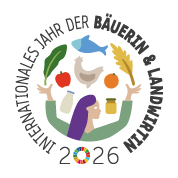 INTERNATIONALES JAHR DER BÄUERIN & LANDWIRTIN
2026